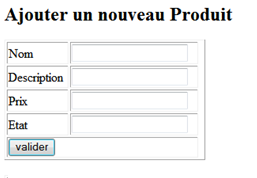 Ajouter un nouveau Produit
Nom
Description
Prix
Etat
valider